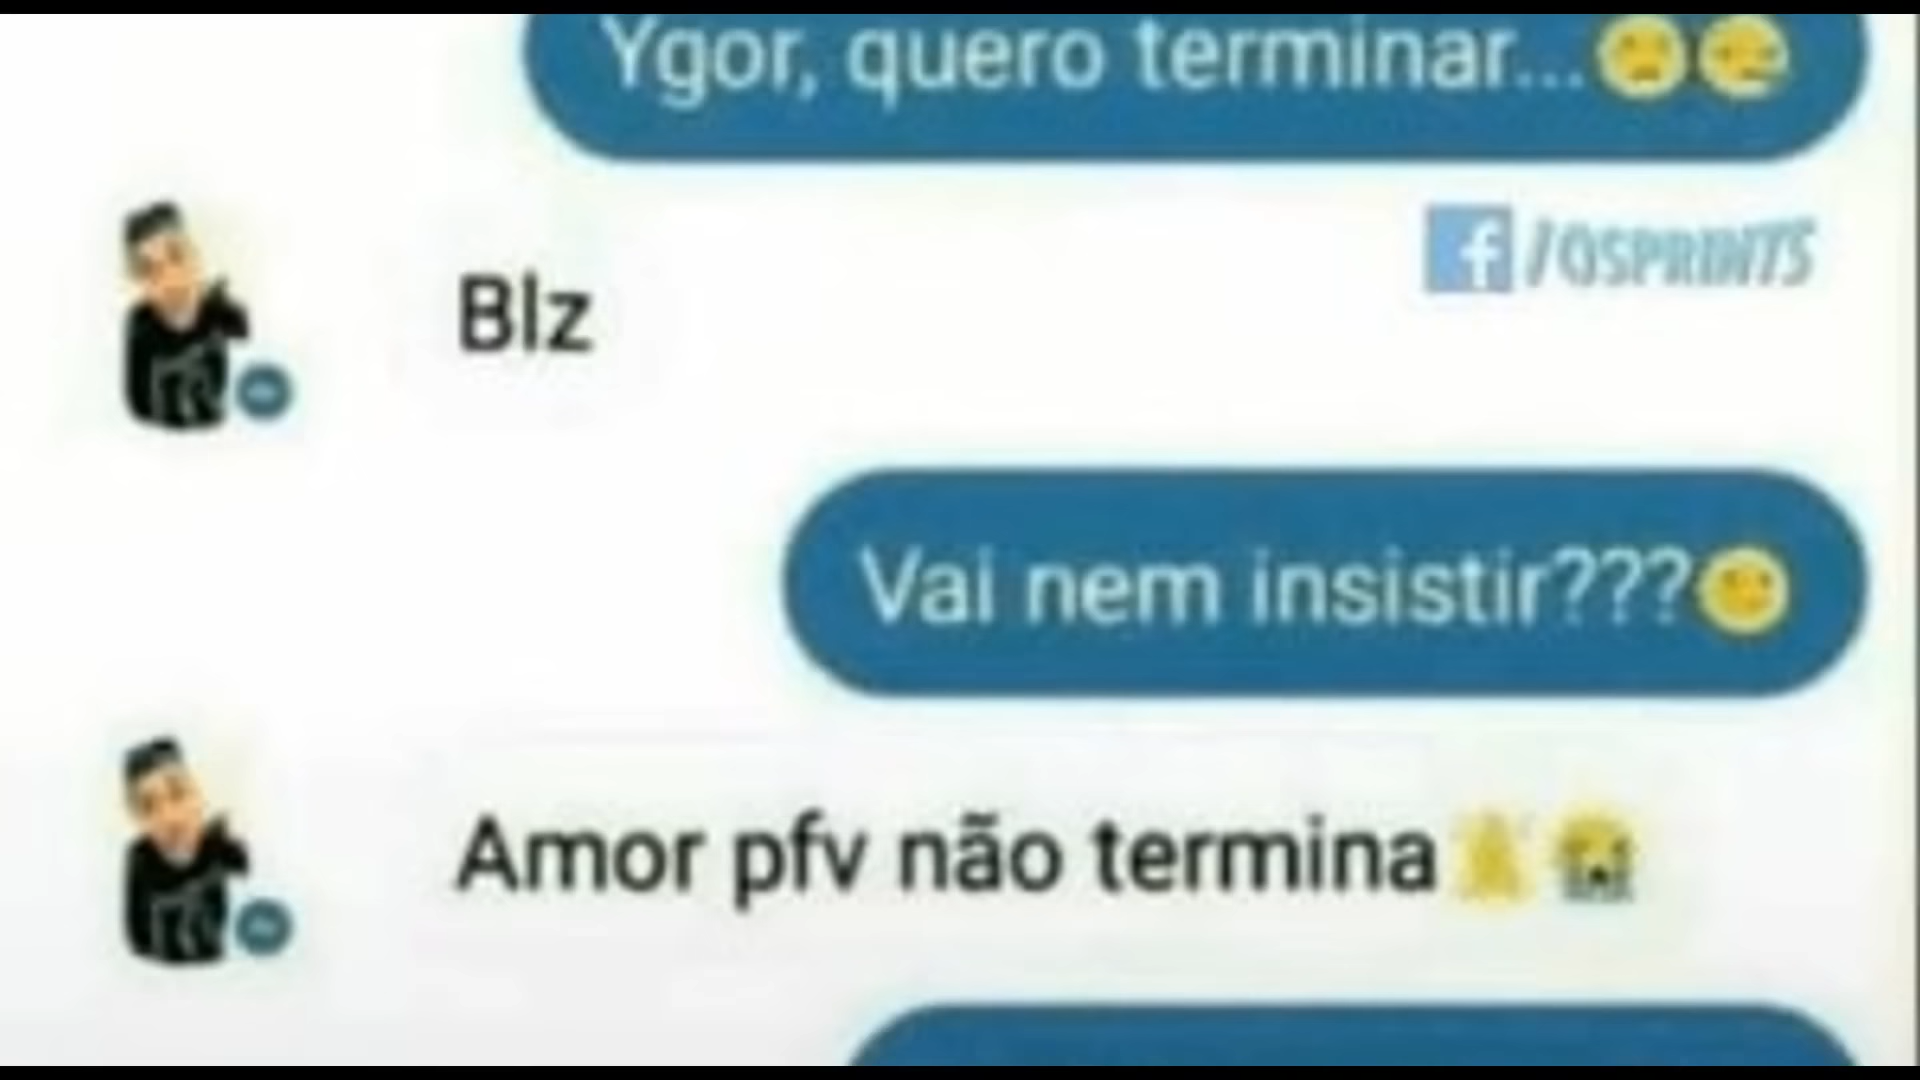 Ygor, quero terminar...
f/OSPRINTS
Blz
Vai nem insistir???
Amor pfv não termina